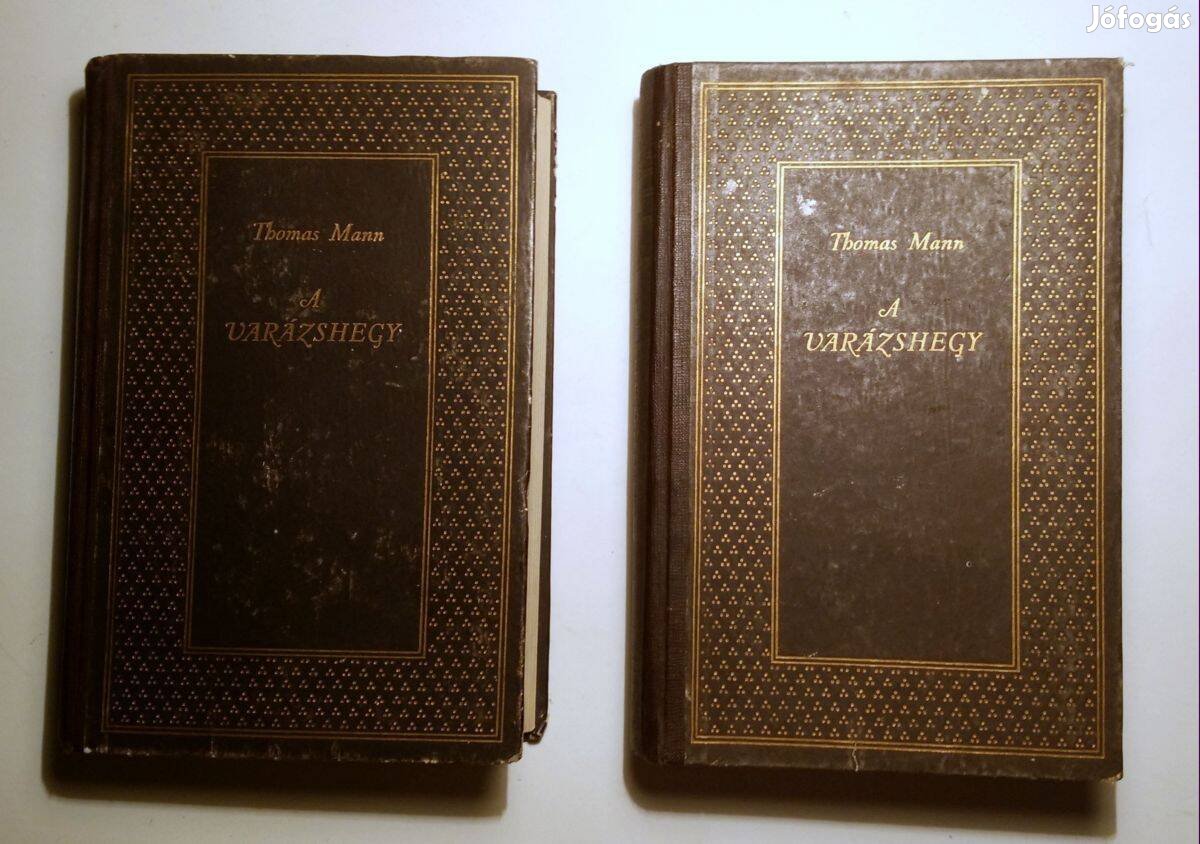 Jófogás
Thomas Mann
A
VARÁZSHEGY
Thomas Mann
A
VARÁZSHEGY